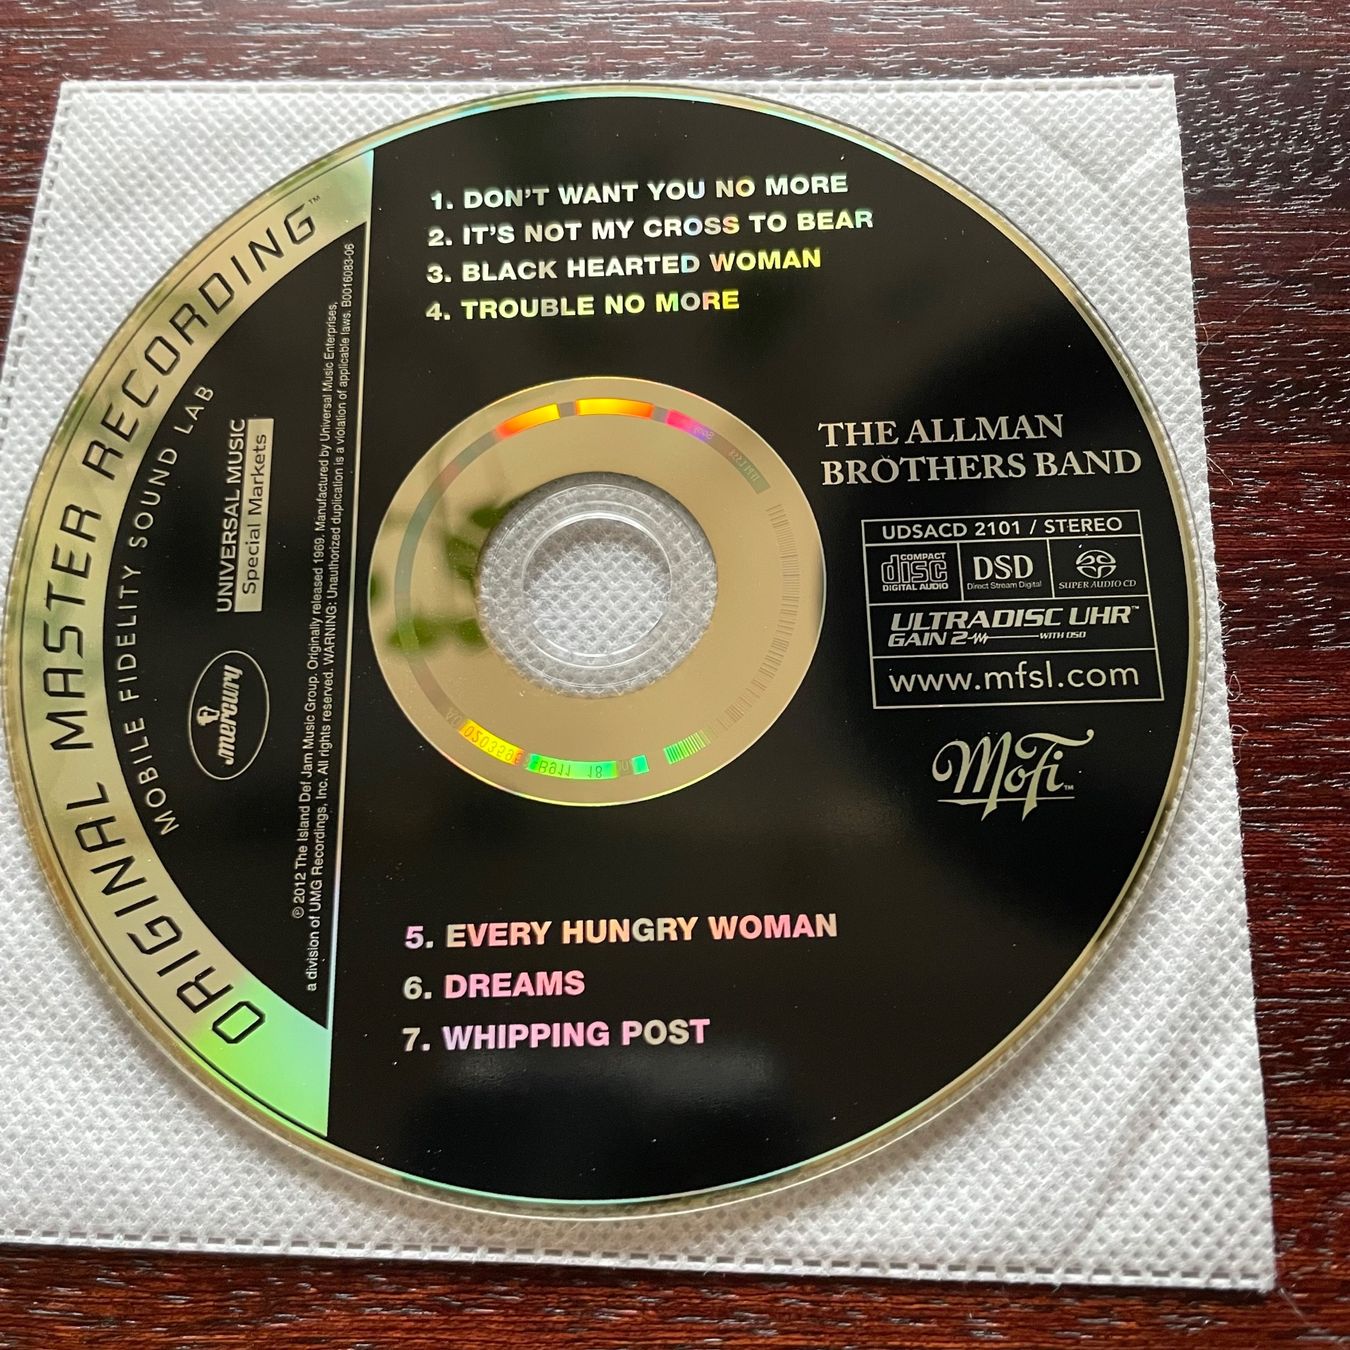 1. DON'T WANT YOU NO MORE
2. IT'S NOT MY CROSS TO BEAR
3. BLACK HEARTED WOMAN
4. TROUBLE NO MORE
THE ALLMAN
BROTHERS BAND
UDSACD 2101 / STEREO
COMPACT
disc
DIGITAL AUDIO
DSD
Direct Stream Digital
SUPER AUDIO CD
ULTRADISC UHR™
GAIN 2
WITH DSD
www.mfsl.com
MoFi™
5. EVERY HUNGRY WOMAN
6. DREAMS
7. WHIPPING POST
ORIGINAL MASTER RECORDING™
MOBILE FIDELITY SOUND LAB
UNIVERSAL MUSIC
Special Markets
mercury
℗ 2012 The Island Def Jam Music Group. Originally released 1969. Manufactured by Universal Music Enterprises,
a division of UMG Recordings, Inc. All rights reserved. WARNING: Unauthorized duplication is a violation of applicable laws. B0016083-06